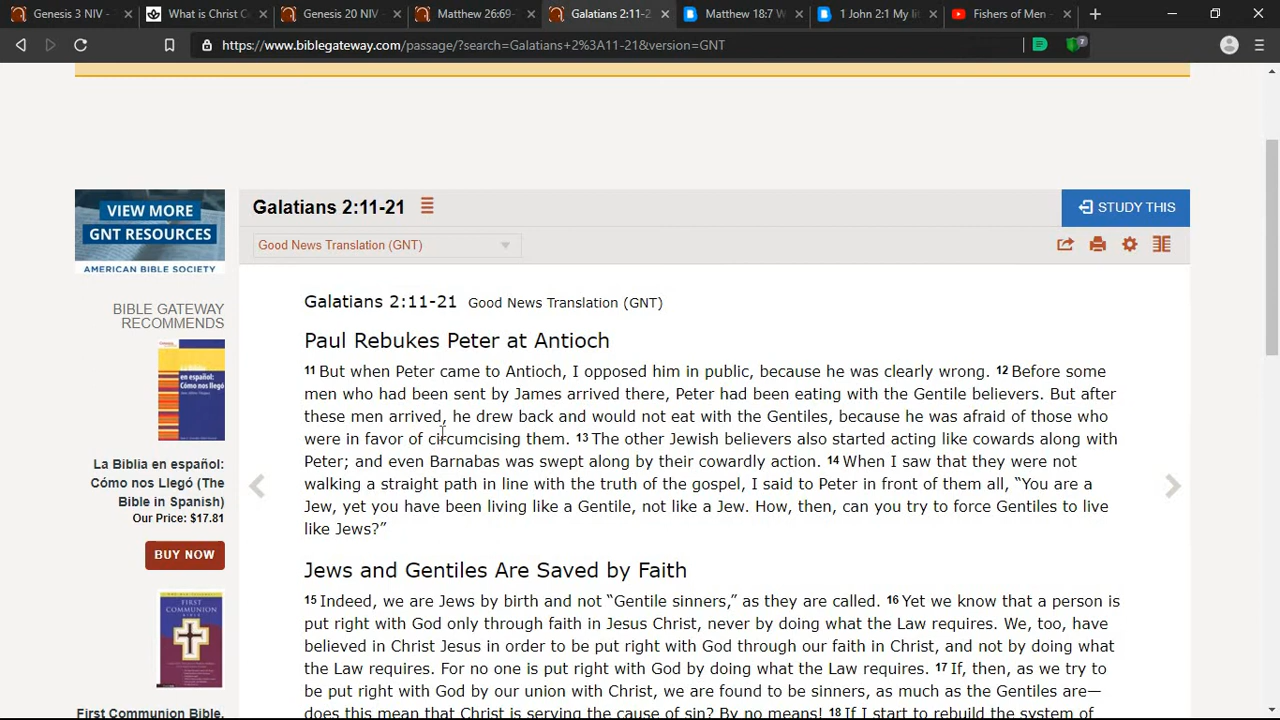 Genesis 3 NIV -
What is Christ C
Genesis 20 NIV -
Matthew 26:69-
Galatians 2:11-2
Matthew 18:7 W
1 John 2:1 My lit
Fishers of Men -
https://www.biblegateway.com/passage/?search=Galatians+2%3A11-21&version=GNT
7
VIEW MORE
GNT RESOURCES
AMERICAN BIBLE SOCIETY
Galatians 2:11-21
STUDY THIS
Good News Translation (GNT)
BIBLE GATEWAY
RECOMMENDS
en español:
Cómo nos llegó
La Biblia en español:
Cómo nos Llegó (The
Bible in Spanish)
Our Price: $17.81
BUY NOW
FIRST
COMMUNION
BIBLE
First Communion Bible,
Galatians 2:11-21 Good News Translation (GNT)
Paul Rebukes Peter at Antioch
11 But when Peter came to Antioch, I opposed him in public, because he was clearly wrong. 12 Before some
men who had been sent by James arrived there, Peter had been eating with the Gentile believers. But after
these men arrived, he drew back and would not eat with the Gentiles, because he was afraid of those who
were in favor of circumcising them. 13 The other Jewish believers also started acting like cowards along with
Peter; and even Barnabas was swept along by their cowardly action. 14 When I saw that they were not
walking a straight path in line with the truth of the gospel, I said to Peter in front of them all, “You are a
Jew, yet you have been living like a Gentile, not like a Jew. How, then, can you try to force Gentiles to live
like Jews?”
Jews and Gentiles Are Saved by Faith
15 Indeed, we are Jews by birth and not “Gentile sinners,” as they are called. 16 Yet we know that a person is
put right with God only through faith in Jesus Christ, never by doing what the Law requires. We, too, have
believed in Christ Jesus in order to be put right with God through our faith in Christ, and not by doing what
the Law requires. For no one is put right with God by doing what the Law requires. 17 If, then, as we try to
be put right with God by our union with Christ, we are found to be sinners, as much as the Gentiles are—
does this mean that Christ is serving the cause of sin? By no means! 18 If I start to rebuild the system of